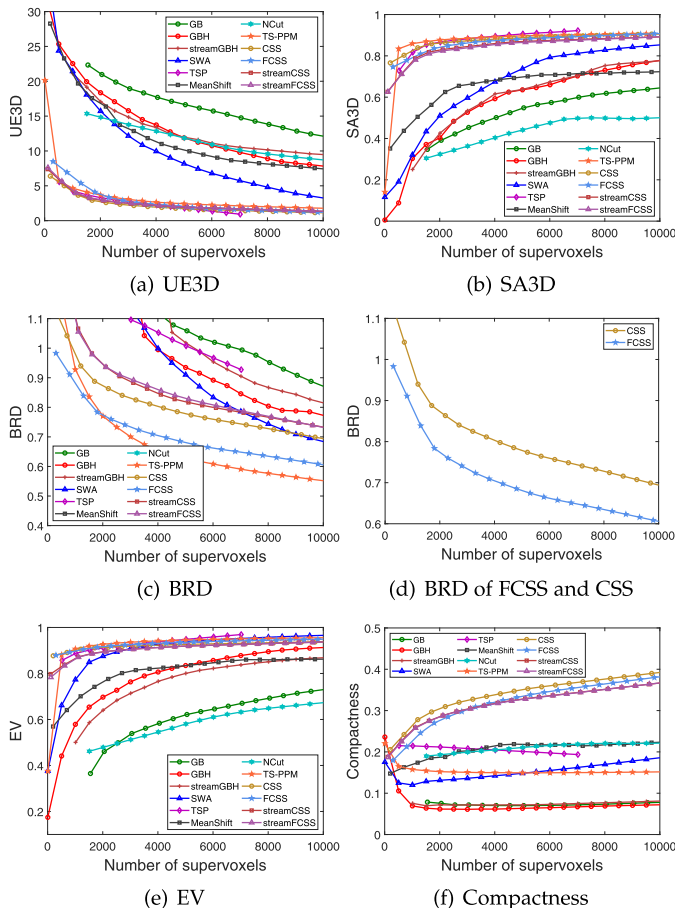 30
25
20
15
10
5
0
UE3D
0 2000 4000 6000 8000 10000
Number of supervoxels
GB NCut
GBH TS-PPM
streamGBH CSS
SWA FCSS
TSP streamCSS
MeanShift streamFCSS
(a) UE3D
1
0.8
0.6
0.4
0.2
0
SA3D
0 2000 4000 6000 8000 10000
Number of supervoxels
GB NCut
GBH TS-PPM
streamGBH CSS
SWA FCSS
TSP streamCSS
MeanShift streamFCSS
(b) SA3D
1.1
1
0.9
0.8
0.7
0.6
0.5
0.4
BRD
0 2000 4000 6000 8000 10000
Number of supervoxels
GB NCut
GBH TS-PPM
streamGBH CSS
SWA FCSS
TSP streamCSS
MeanShift streamFCSS
(c) BRD
1.1
1
0.9
0.8
0.7
0.6
BRD
0 2000 4000 6000 8000 10000
Number of supervoxels
CSS
FCSS
(d) BRD of FCSS and CSS
1
0.8
0.6
0.4
0.2
EV
0 2000 4000 6000 8000 10000
Number of supervoxels
GB NCut
GBH TS-PPM
streamGBH CSS
SWA FCSS
TSP streamCSS
MeanShift streamFCSS
(e) EV
0.5
0.4
0.3
0.2
0.1
0
Compactness
0 2000 4000 6000 8000 10000
Number of supervoxels
GB TSP CSS
GBH MeanShift FCSS
streamGBH NCut streamCSS
SWA TS-PPM streamFCSS
(f) Compactness